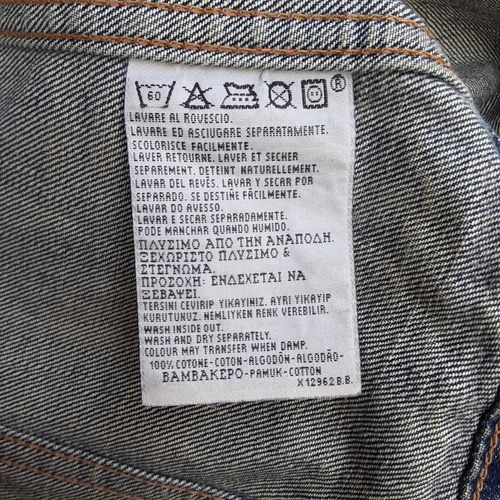 60 ®
LAVARE AL ROVESCIO.
LAVARE ED ASCIUGARE SEPARATAMENTE.
SCOLORISCE FACILMENTE.
LAVER RETOURNE. LAVER ET SECHER
SEPAREMENT. DETEINT NATURELLEMENT.
LAVAR DEL REVÉS. LAVAR Y SECAR POR
SEPARADO. SE DESTIÑE FÁCILMENTE.
LAVAR DO AVESSO.
LAVAR E SECAR SEPARADAMENTE.
PODE MANCHAR QUANDO HUMIDO.
ΠΛΥΣΙΜΟ ΑΠΟ ΤΗΝ ΑΝΑΠΟΔΗ.
ΞΕΧΩΡΙΣΤΟ ΠΛΥΣΙΜΟ &
ΣΤΕΓΝΩΜΑ.
ΠΡΟΣΟΧΗ: ΕΝΔΕΧΕΤΑΙ ΝΑ
ΞΕΒΑΨΕΙ.
TERSINI CEVIRIP YIKAYINIZ. AYRI YIKAYIP
KURUTUNUZ. NEMLIYKEN RENK VEREBILIR.
WASH INSIDE OUT.
WASH AND DRY SEPARATELY.
COLOUR MAY TRANSFER WHEN DAMP.
100% COTONE-COTON-ALGODÓN-ALGODÃO-
ΒΑΜΒΑΚΕΡΟ-PAMUK-COTTON
X12962 B.B.